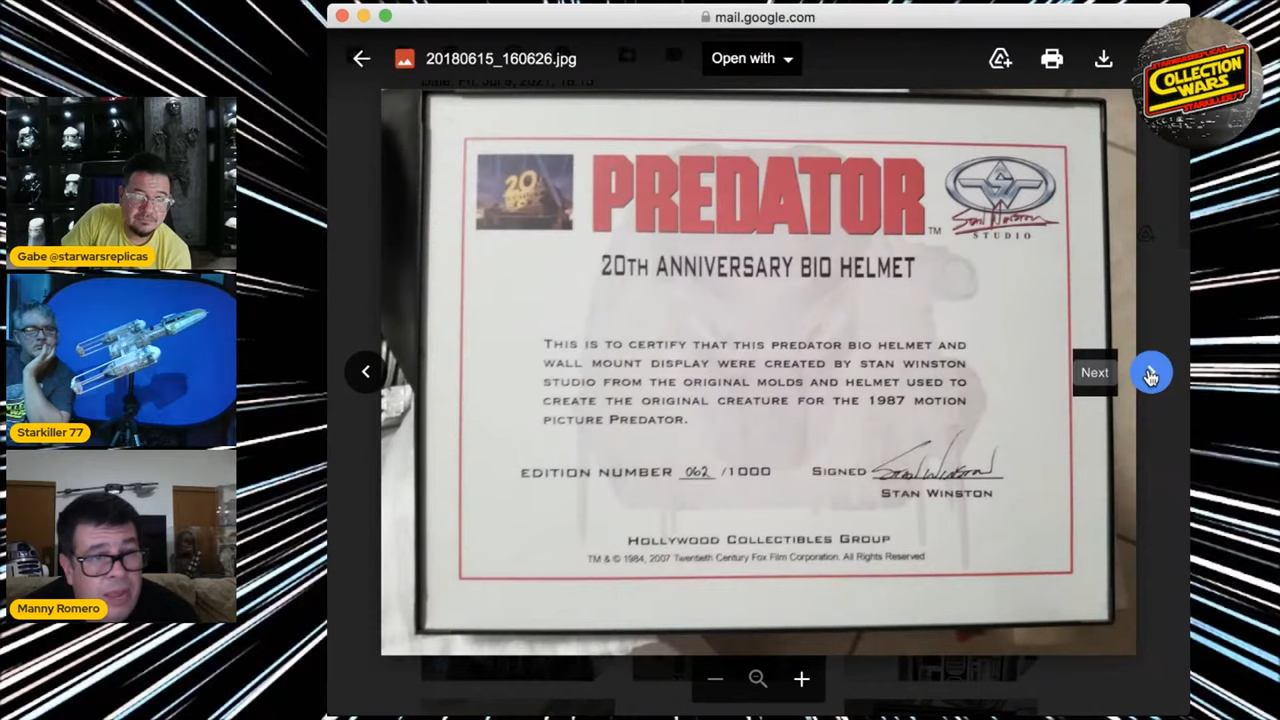 mail.google.com
20180615_160626.jpg
Open with
COLLECTION
WARS
STARKILLER77
Gabe @starwarsreplicas
Starkiller 77
Manny Romero
20
PREDATOR
TM
Stan Winston
STUDIO
20TH ANNIVERSARY BIO HELMET
THIS IS TO CERTIFY THAT THIS PREDATOR BIO HELMET AND
WALL MOUNT DISPLAY WERE CREATED BY STAN WINSTON
STUDIO FROM THE ORIGINAL MOLDS AND HELMET USED TO
CREATE THE ORIGINAL CREATURE FOR THE 1987 MOTION
PICTURE PREDATOR.
EDITION NUMBER 062 /1000 SIGNED Stan Winston
STAN WINSTON
HOLLYWOOD COLLECTIBLES GROUP
TM & © 1984, 2007 Twentieth Century Fox Film Corporation. All Rights Reserved
Next